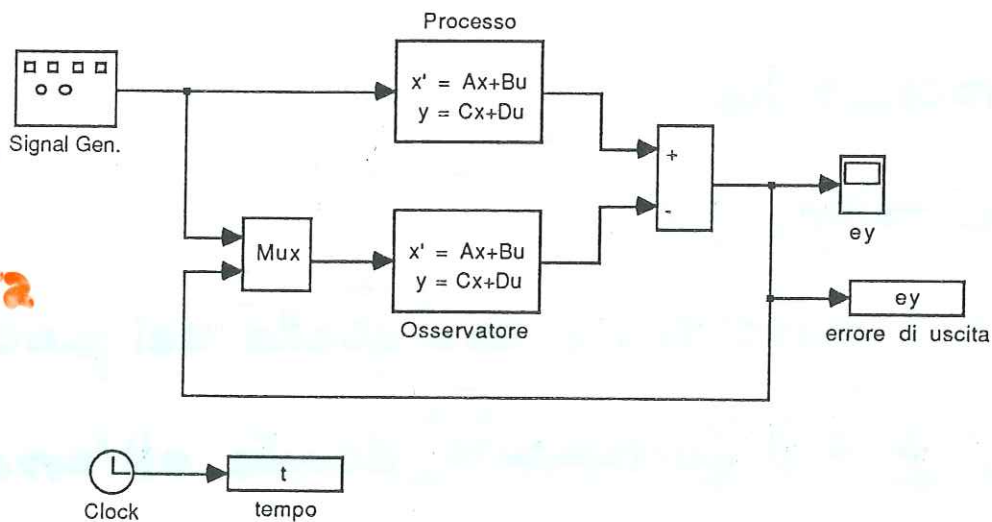 Processo
x' = Ax+Bu
y = Cx+Du
Signal Gen.
+
-
Mux
x' = Ax+Bu
y = Cx+Du
Osservatore
ey
ey
errore di uscita
t
Clock
tempo